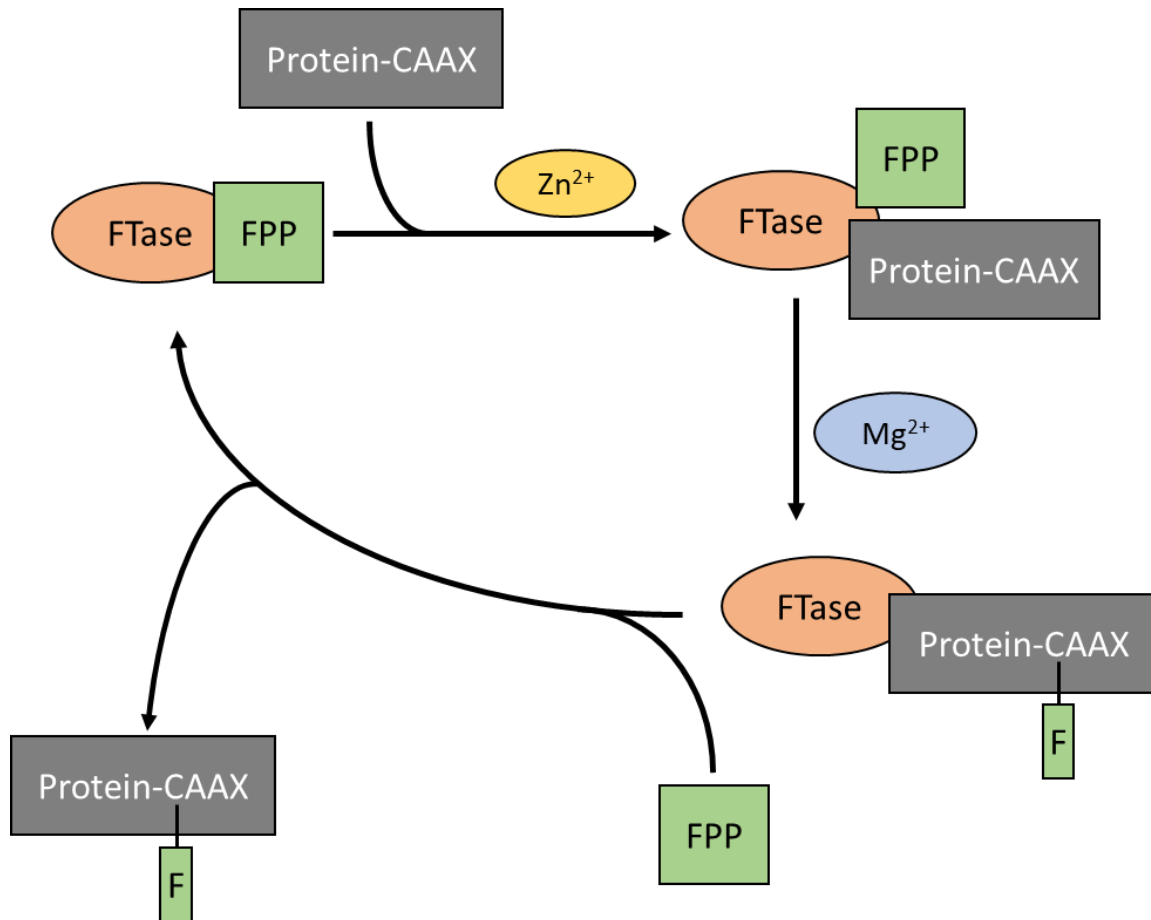 Protein-CAAX
FPP
Zn²⁺
FTase
FPP
FTase
Protein-CAAX
Mg²⁺
FTase
Protein-CAAX
F
Protein-CAAX
FPP
F